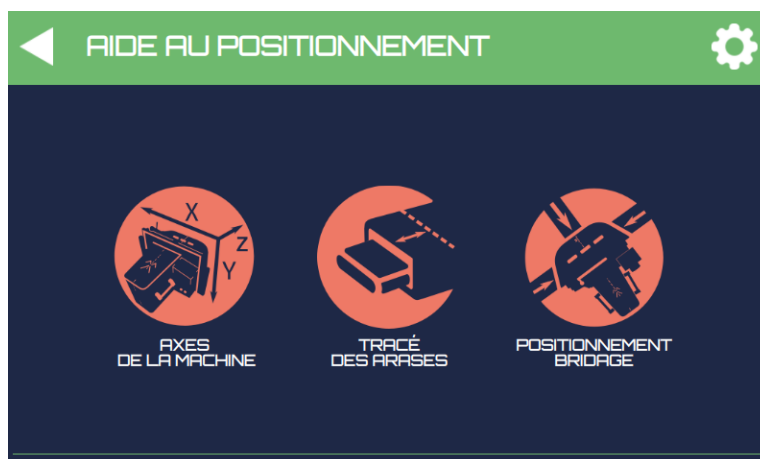 AIDE AU POSITIONNEMENT
X
Z
Y
AXES
DE LA MACHINE
TRACÉ
DES ARASES
POSITIONNEMENT
BRIDAGE